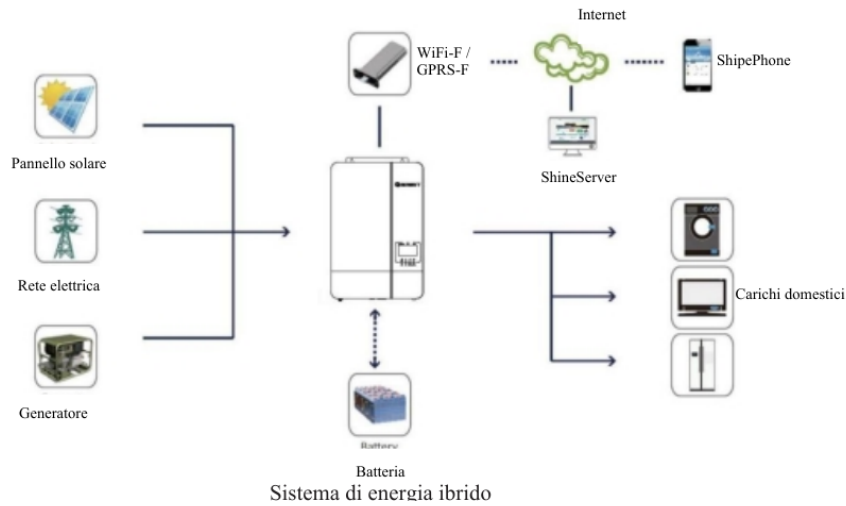 Internet
WiFi-F /
GPRS-F
ShipePhone
Pannello solare
ShineServer
Rete elettrica
Carichi domestici
Generatore
Battery
Batteria
Sistema di energia ibrido